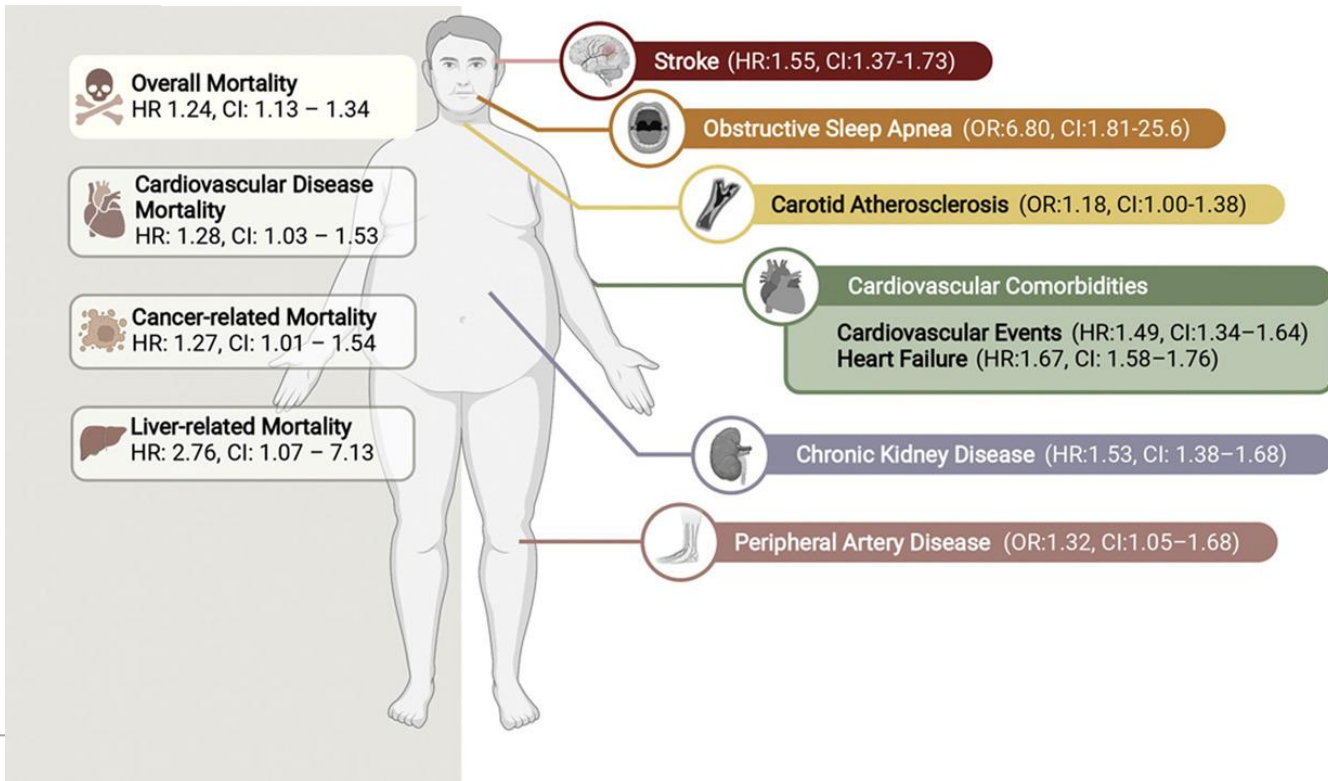 Overall Mortality
HR 1.24, CI: 1.13 – 1.34
Cardiovascular Disease
Mortality
HR: 1.28, CI: 1.03 – 1.53
Cancer-related Mortality
HR: 1.27, CI: 1.01 – 1.54
Liver-related Mortality
HR: 2.76, CI: 1.07 – 7.13
Stroke (HR:1.55, CI:1.37-1.73)
Obstructive Sleep Apnea (OR:6.80, CI:1.81-25.6)
Carotid Atherosclerosis (OR:1.18, CI:1.00-1.38)
Cardiovascular Comorbidities
Cardiovascular Events (HR:1.49, CI:1.34–1.64)
Heart Failure (HR:1.67, CI: 1.58–1.76)
Chronic Kidney Disease (HR:1.53, CI: 1.38–1.68)
Peripheral Artery Disease (OR:1.32, CI:1.05–1.68)